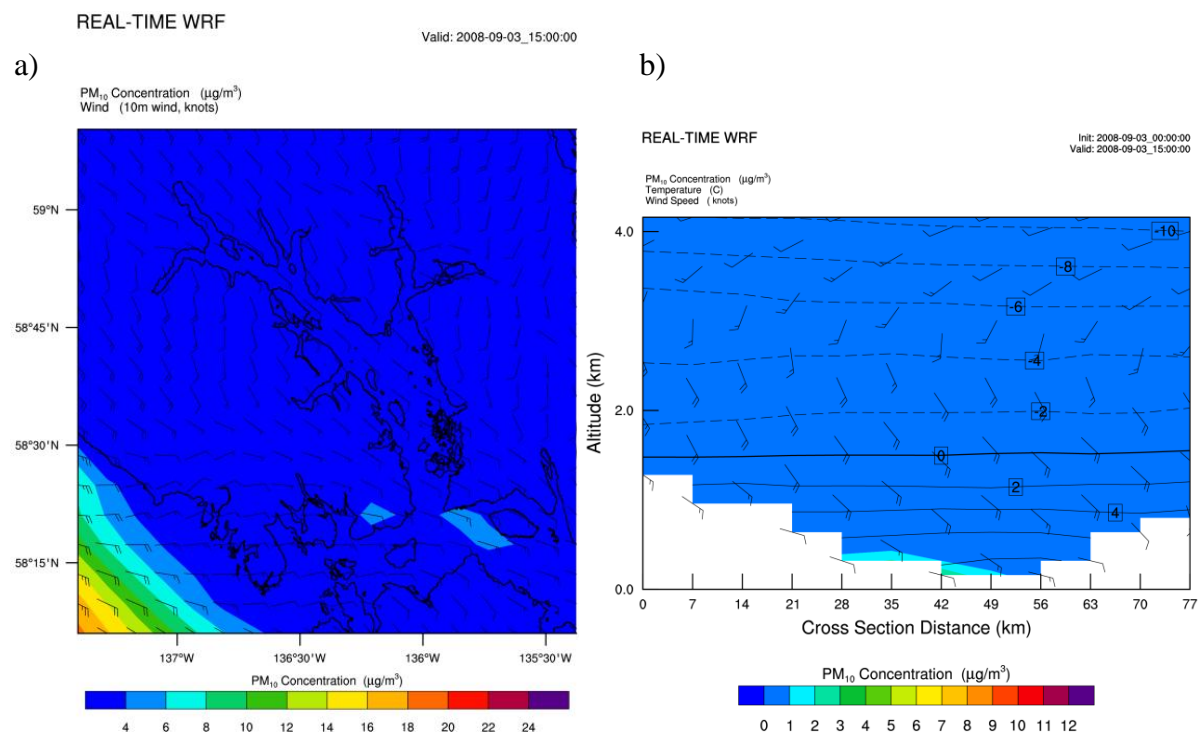 REAL-TIME WRF
Valid: 2008-09-03_15:00:00
a)
PM₁₀ Concentration (μg/m³)
Wind (10m wind, knots)
59°N
58°45'N
58°30'N
58°15'N
137°W
136°30'W
136°W
135°30'W
PM₁₀ Concentration (μg/m³)
4 6 8 10 12 14 16 18 20 22 24
b)
REAL-TIME WRF
Init: 2008-09-03_00:00:00
Valid: 2008-09-03_15:00:00
PM₁₀ Concentration (μg/m³)
Temperature (C)
Wind Speed ( knots)
Altitude (km)
4.0
3.0
2.0
1.0
0.0
-10
-8
-6
-4
-2
0
2
4
0 7 14 21 28 35 42 49 56 63 70 77
Cross Section Distance (km)
PM₁₀ Concentration (μg/m³)
0 1 2 3 4 5 6 7 8 9 10 11 12